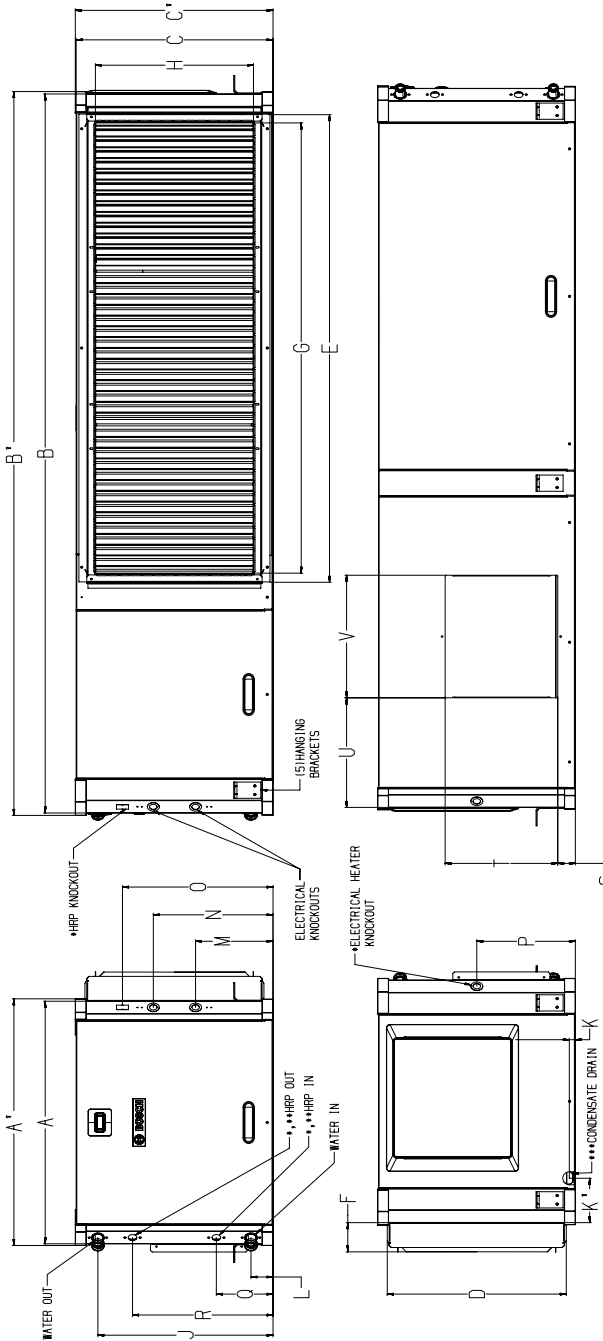 A'
A
WATER OUT
BOSCH
*,**HRP OUT
*,**HRP IN
WATER IN
J
R
Q
L
M
N
O
B'
B
*HRP KNOCKOUT
(5)HANGING
BRACKETS
ELECTRICAL
KNOCKOUTS
G
E
H
C
C'
F
D
K'
K
***CONDENSATE DRAIN
P
*ELECTRICAL HEATER
KNOCKOUT
U
V
T